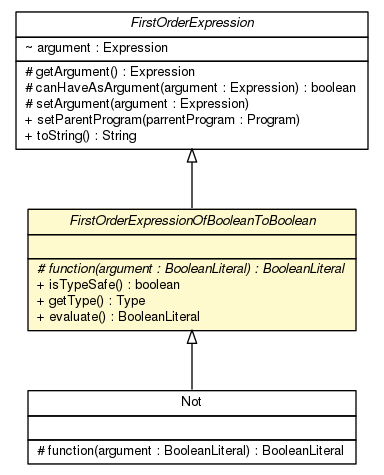 FirstOrderExpression
~ argument : Expression
# getArgument() : Expression
# canHaveAsArgument(argument : Expression) : boolean
# setArgument(argument : Expression)
+ setParentProgram(parrentProgram : Program)
+ toString() : String
FirstOrderExpressionOfBooleanToBoolean
# function(argument : BooleanLiteral) : BooleanLiteral
+ isTypeSafe() : boolean
+ getType() : Type
+ evaluate() : BooleanLiteral
Not
# function(argument : BooleanLiteral) : BooleanLiteral